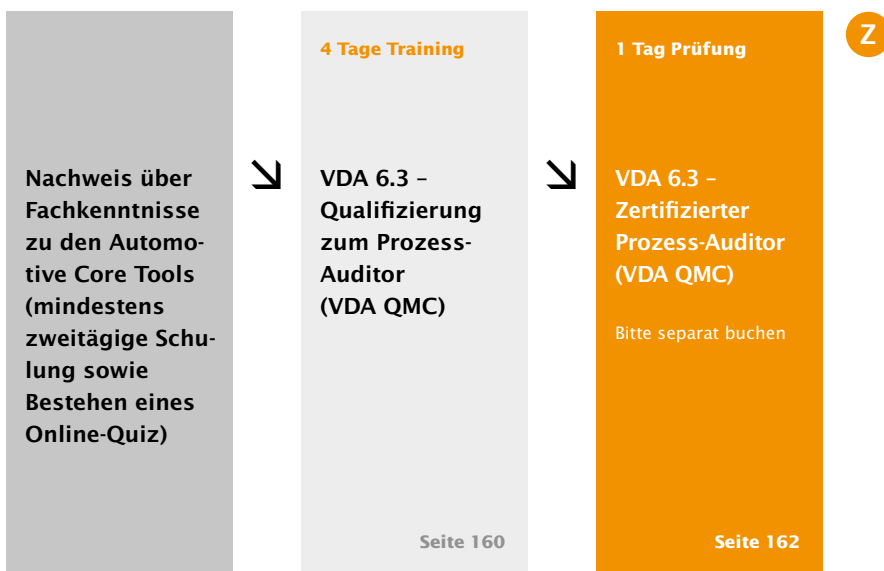 Nachweis über
Fachkenntnisse
zu den Automo-
tive Core Tools
(mindestens
zweitägige Schu-
lung sowie
Bestehen eines
Online-Quiz)
4 Tage Training
VDA 6.3 –
Qualifizierung
zum Prozess-
Auditor
(VDA QMC)
Seite 160
1 Tag Prüfung
VDA 6.3 –
Zertifizierter
Prozess-Auditor
(VDA QMC)
Bitte separat buchen
Seite 162
Z